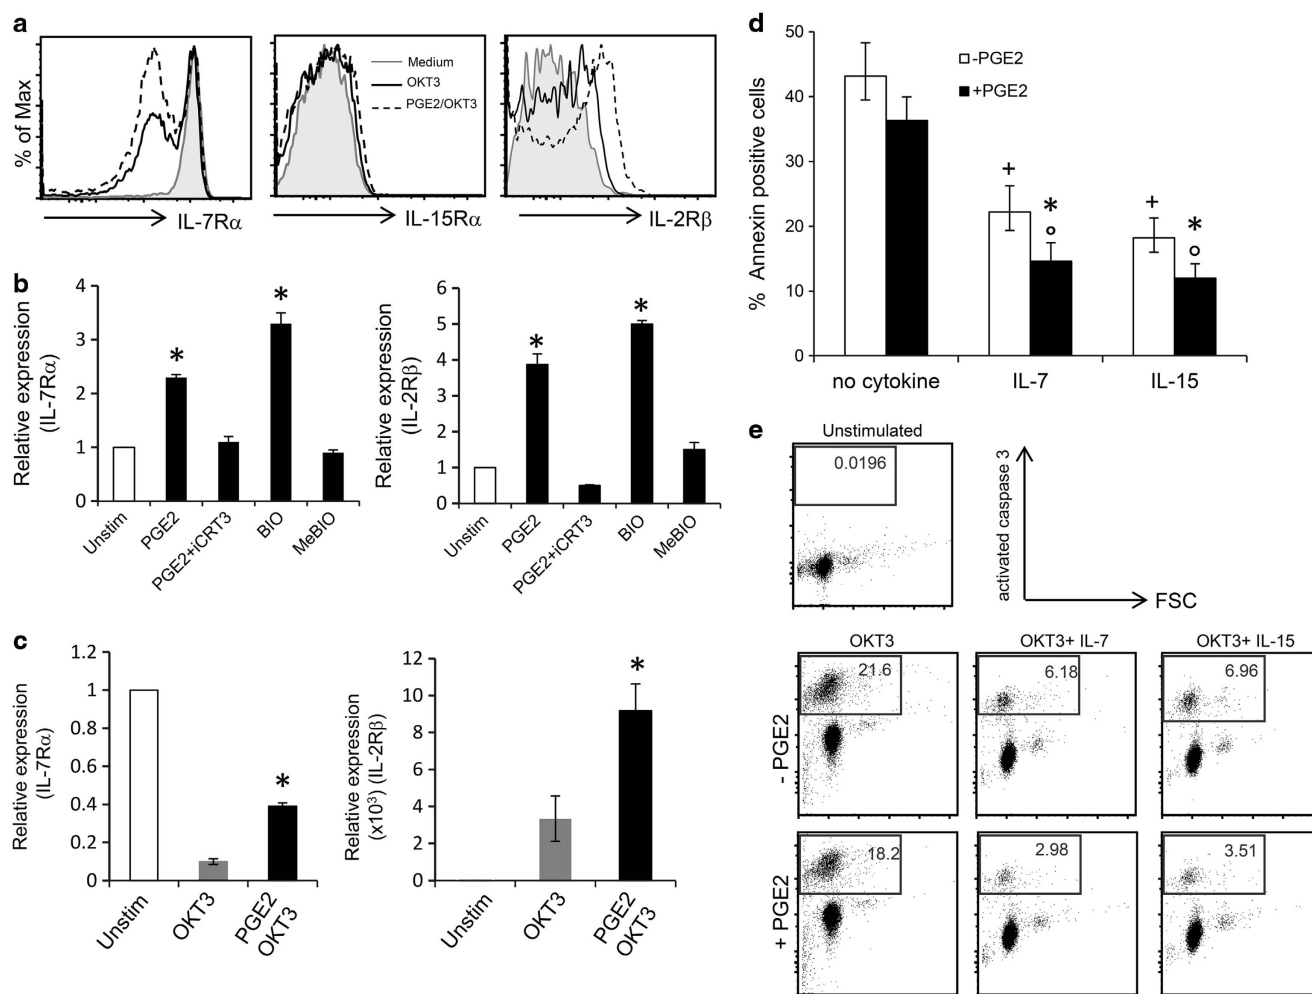 a
% of Max
Medium
OKT3
PGE2/OKT3
IL-7Rα
IL-15Rα
IL-2Rβ
b
Relative expression
(IL-7Rα)
4
3
2
1
0
Unstim
PGE2
PGE2+iCRT3
BIO
MeBIO
*
*
Relative expression
(IL-2Rβ)
6
5
4
3
2
1
0
Unstim
PGE2
PGE2+iCRT3
BIO
MeBIO
*
*
c
Relative expression
(IL-7Rα)
1.2
1
0.8
0.6
0.4
0.2
0
Unstim
OKT3
PGE2
OKT3
*
Relative expression
(x10³) (IL-2Rβ)
12
10
8
6
4
2
0
Unstim
OKT3
PGE2
OKT3
*
d
% Annexin positive cells
50
40
30
20
10
0
-PGE2
+PGE2
+
*
°
+
*
°
no cytokine
IL-7
IL-15
e
Unstimulated
0.0196
activated caspase 3
FSC
OKT3
OKT3+ IL-7
OKT3+ IL-15
- PGE2
21.6
6.18
6.96
+ PGE2
18.2
2.98
3.51